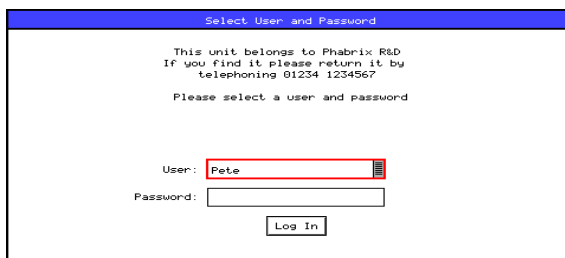 Select User and Password
This unit belongs to Phabrix R&D
If you find it please return it by
telephoning 01234 1234567
Please select a user and password
User: Pete
Password:
Log In